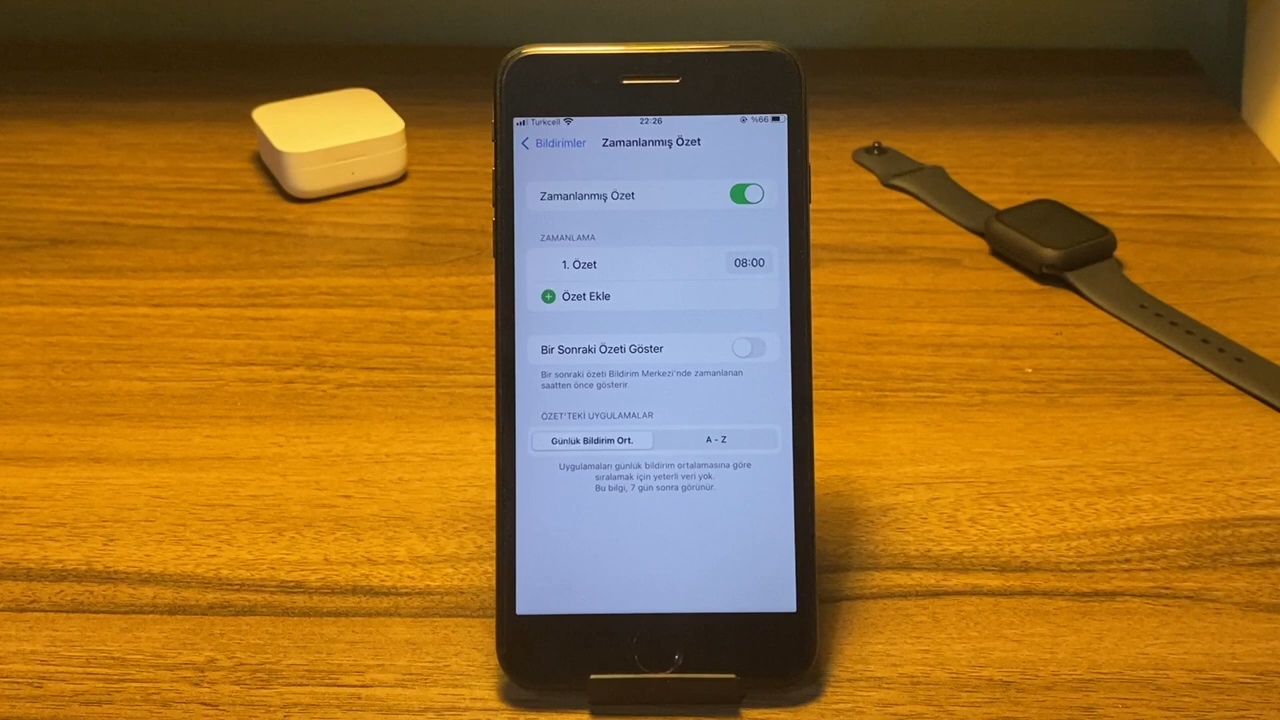 Turkcell 22:26 %66
Bildirimler Zamanlanmış Özet
Zamanlanmış Özet
ZAMANLAMA
1. Özet 08:00
Özet Ekle
Bir Sonraki Özeti Göster
Bir sonraki özeti Bildirim Merkezi'nde zamanlanan
saatten önce gösterir.
ÖZET'TEKİ UYGULAMALAR
Günlük Bildirim Ort. A - Z
Uygulamaları günlük bildirim ortalamasına göre
sıralamak için yeterli veri yok.
Bu bilgi, 7 gün sonra görünür.